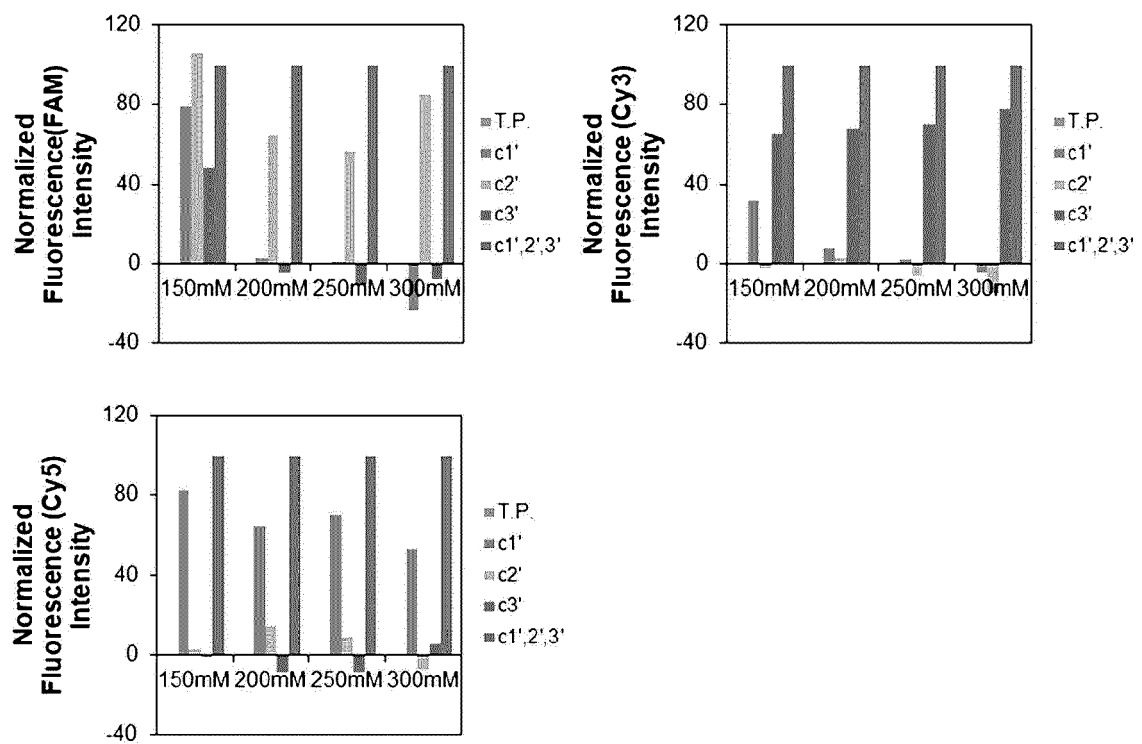 Normalized
Fluorescence(FAM)
Intensity
120
80
40
0
-40
150mM 200mM 250mM 300mM
T.P.
c1'
c2'
c3'
c1',2',3'
Normalized
Fluorescence (Cy3)
Intensity
120
80
40
0
-40
150mM 200mM 250mM 300mM
T.P.
c1'
c2'
c3'
c1',2',3'
Normalized
Fluorescence (Cy5)
Intensity
120
80
40
0
-40
150mM 200mM 250mM 300mM
T.P.
c1'
c2'
c3'
c1',2',3'